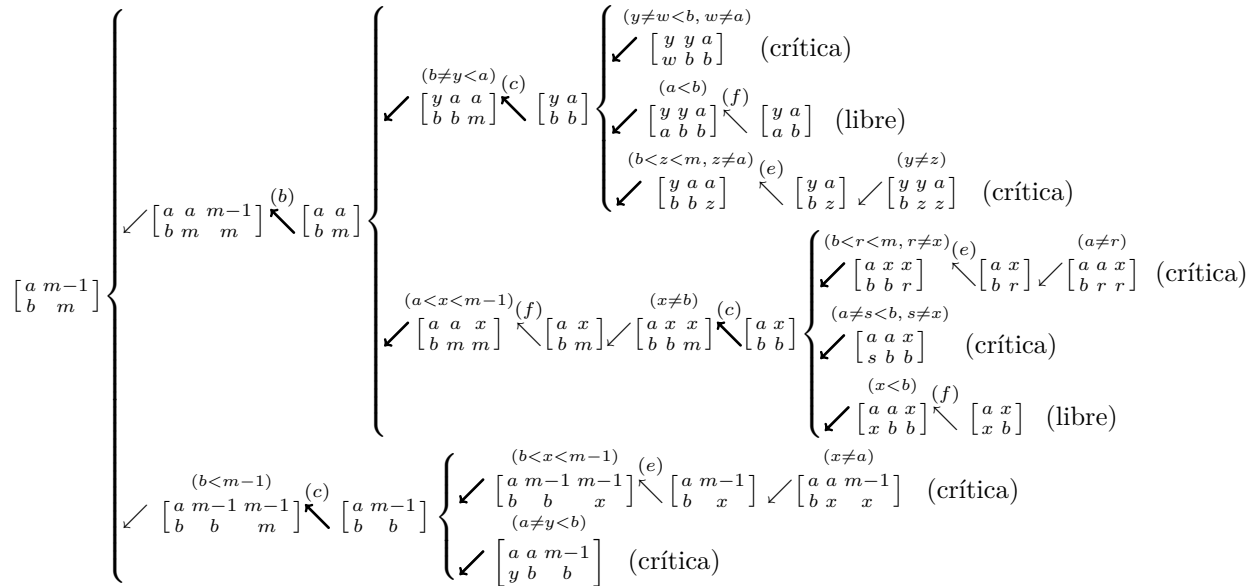 (y≠w<b, w≠a)
↙ [y y a / w b b] (crítica)
(b≠y<a) (a<b)
↙ [y a a / b b m] ↖(c) [y a / b b] ↙ [y y a / a b b] ↖(f) [y a / a b] (libre)
(b<z<m, z≠a) (y≠z)
↙ [y a a / b b z] ↖(e) [y a / b z] ↙ [y y a / b z z] (crítica)
↙ [a a m−1 / b m m] ↖(b) [a a / b m]
(b<r<m, r≠x) (a≠r)
↙ [a x x / b b r] ↖(e) [a x / b r] ↙ [a a x / b r r] (crítica)
[a m−1 / b m]
(a<x<m−1) (x≠b) (a≠s<b, s≠x)
↙ [a a x / b m m] ↖(f) [a x / b m] ↙ [a x x / b b m] ↖(c) [a x / b b] ↙ [a a x / s b b] (crítica)
(x<b)
↙ [a a x / x b b] ↖(f) [a x / x b] (libre)
(b<x<m−1) (x≠a)
↙ [a m−1 m−1 / b b x] ↖(e) [a m−1 / b x] ↙ [a a m−1 / b x x] (crítica)
(b<m−1)
↙ [a m−1 m−1 / b b m] ↖(c) [a m−1 / b b]
(a≠y<b)
↙ [a a m−1 / y b b] (crítica)